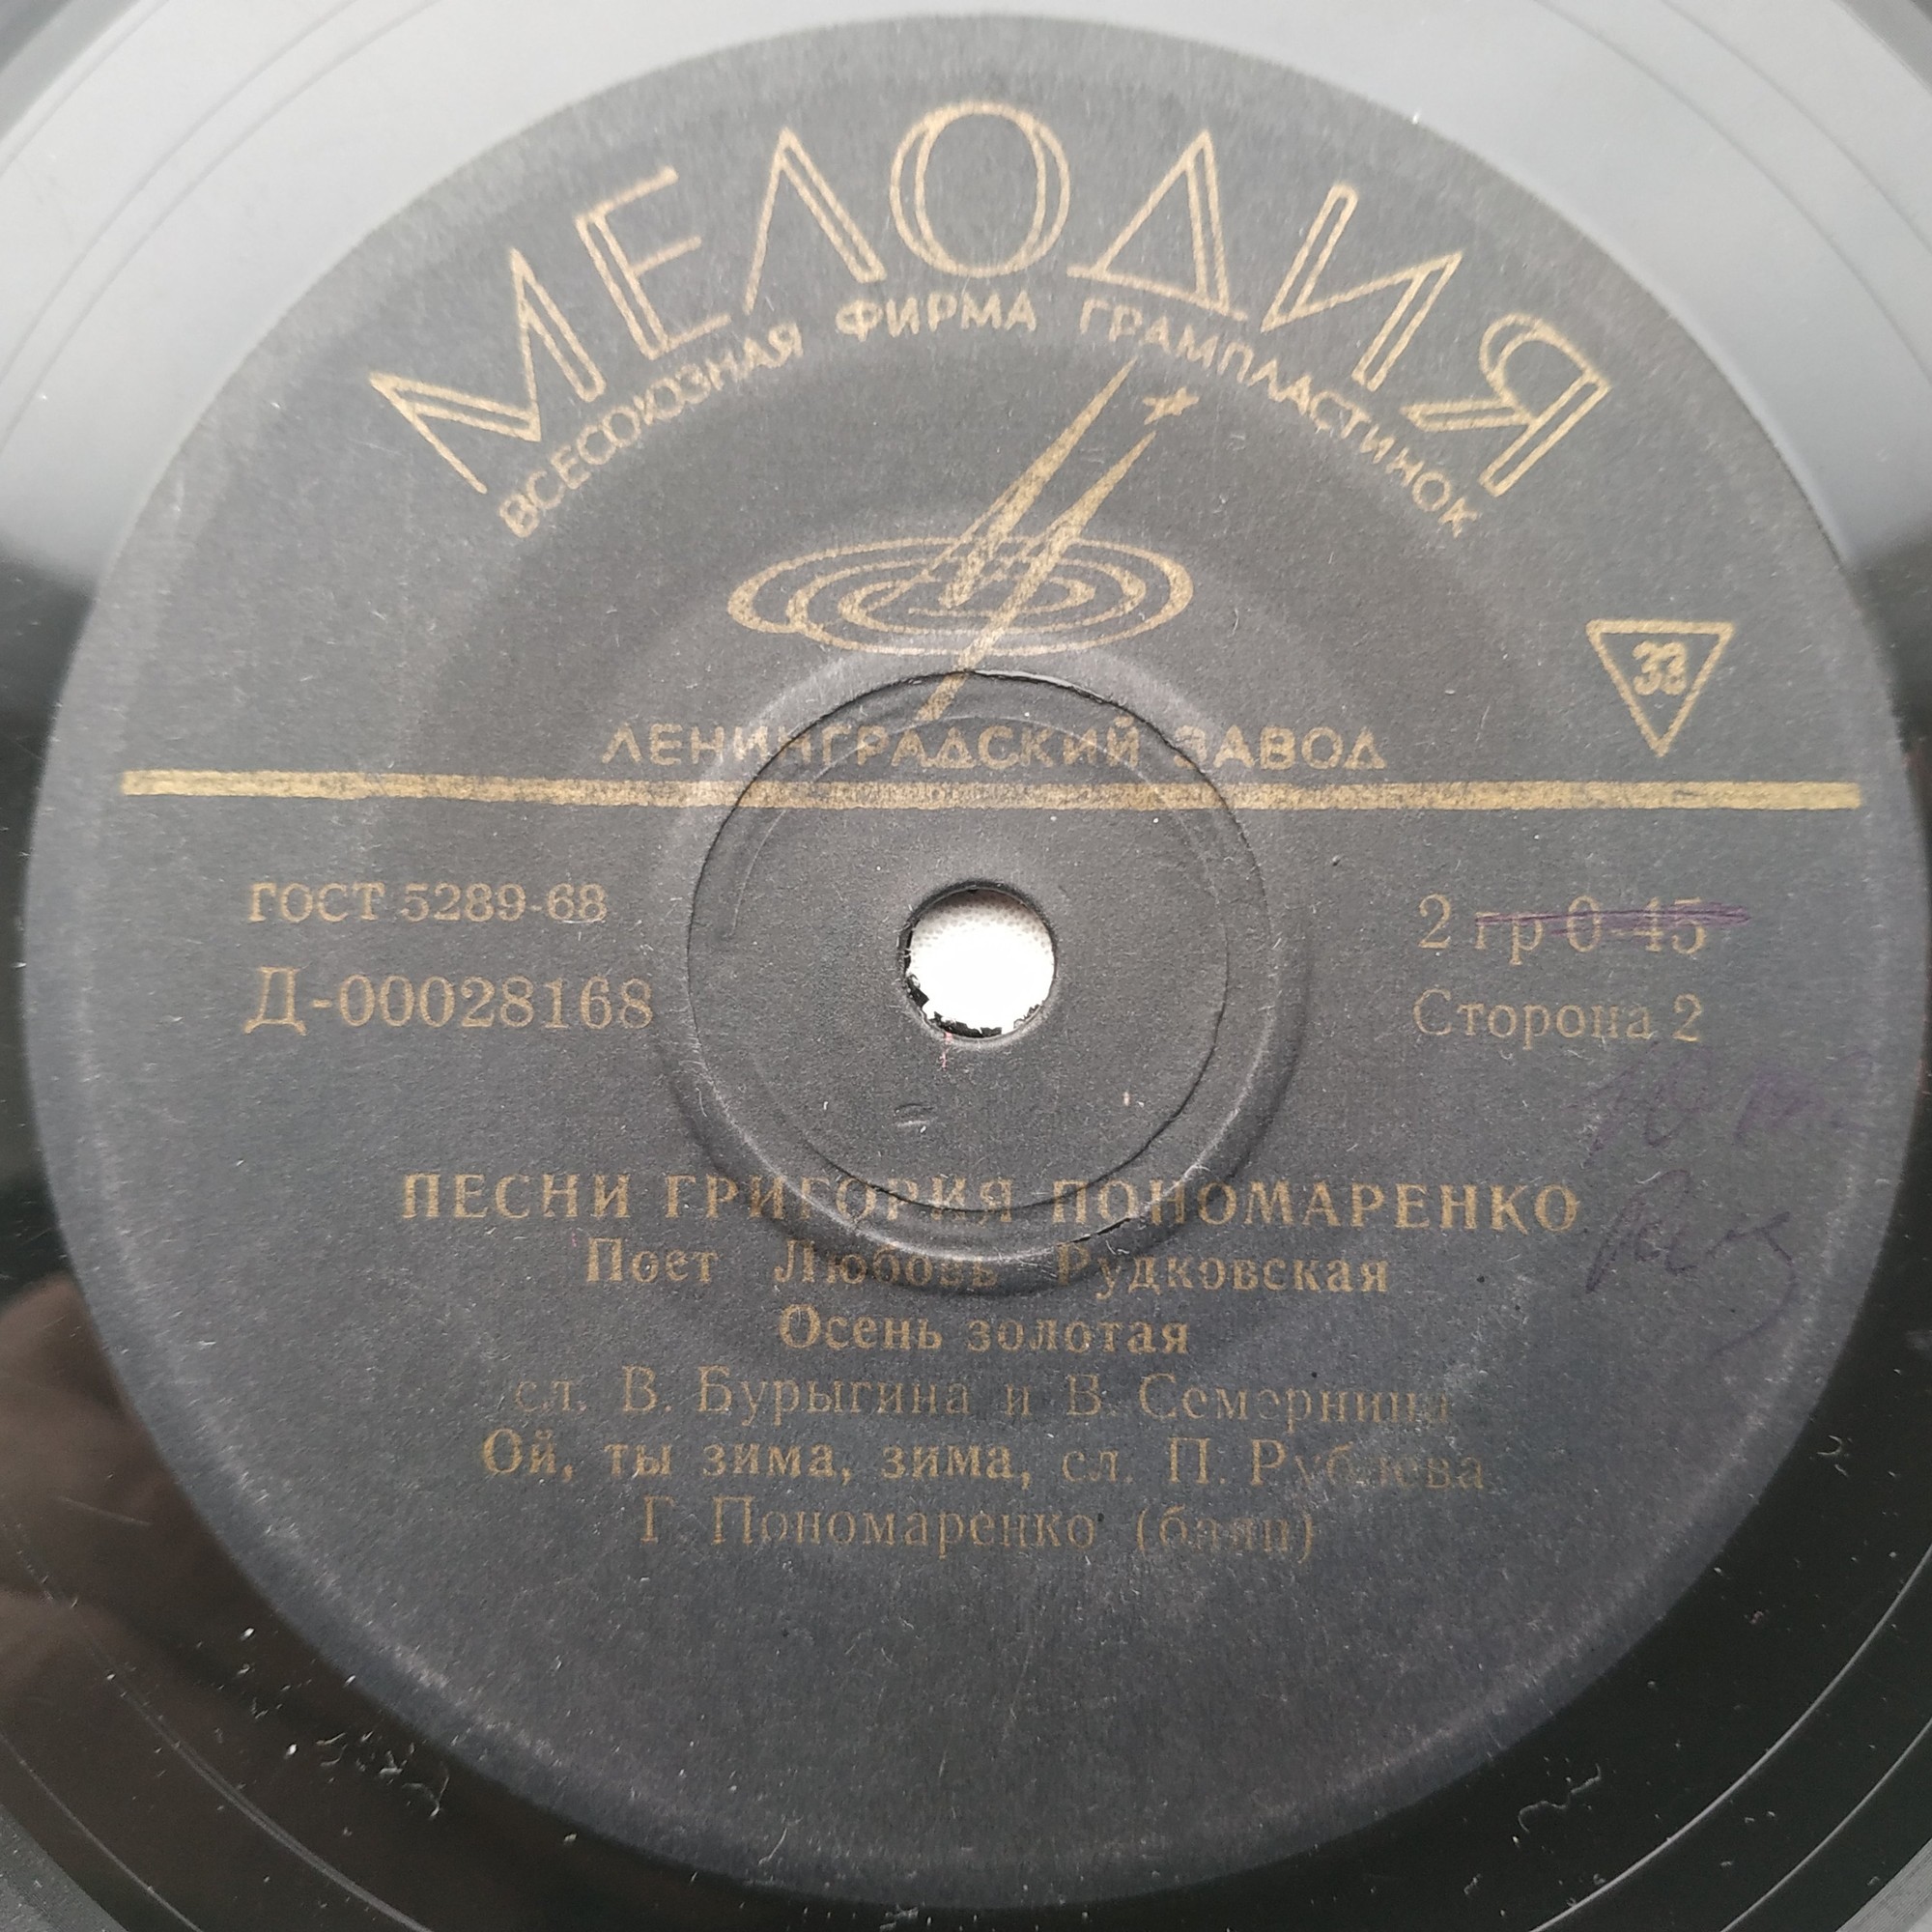 МЕЛОДИЯ
ВСЕСОЮЗНАЯ ФИРМА ГРАМПЛАСТИНОК
33
ЛЕНИНГРАДСКИЙ ЗАВОД
ГОСТ 5289-68
2 гр 0-45
Д-00028168
Сторона 2
ПЕСНИ ГРИГОРИЯ ПОНОМАРЕНКО
Поет Любовь Рудковская
Осень золотая
сл. В. Бурыгина и В. Семернина
Ой, ты зима, зима, сл. П. Рублева
Г. Пономаренко (баян)